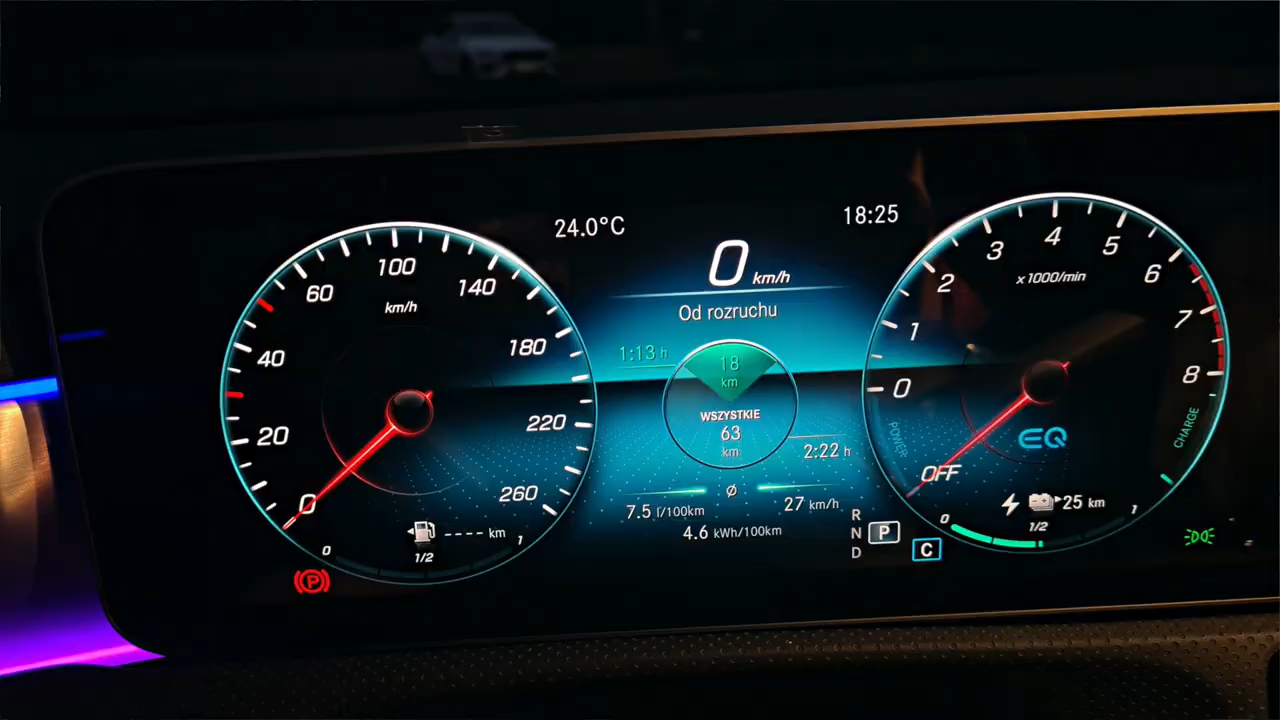 24.0°C
18:25
0 km/h
Od rozruchu
1:13 h
18
km
WSZYSTKIE
63
km
2:22 h
7.5 l/100km
Ø
27 km/h
4.6 kWh/100km
0
20
40
60
100
140
180
220
260
km/h
---- km
0
1/2
1
P
R
N
D
P
C
OFF
0
1
2
3
4
5
6
7
8
x1000/min
POWER
CHARGE
EQ
25 km
0
1/2
1